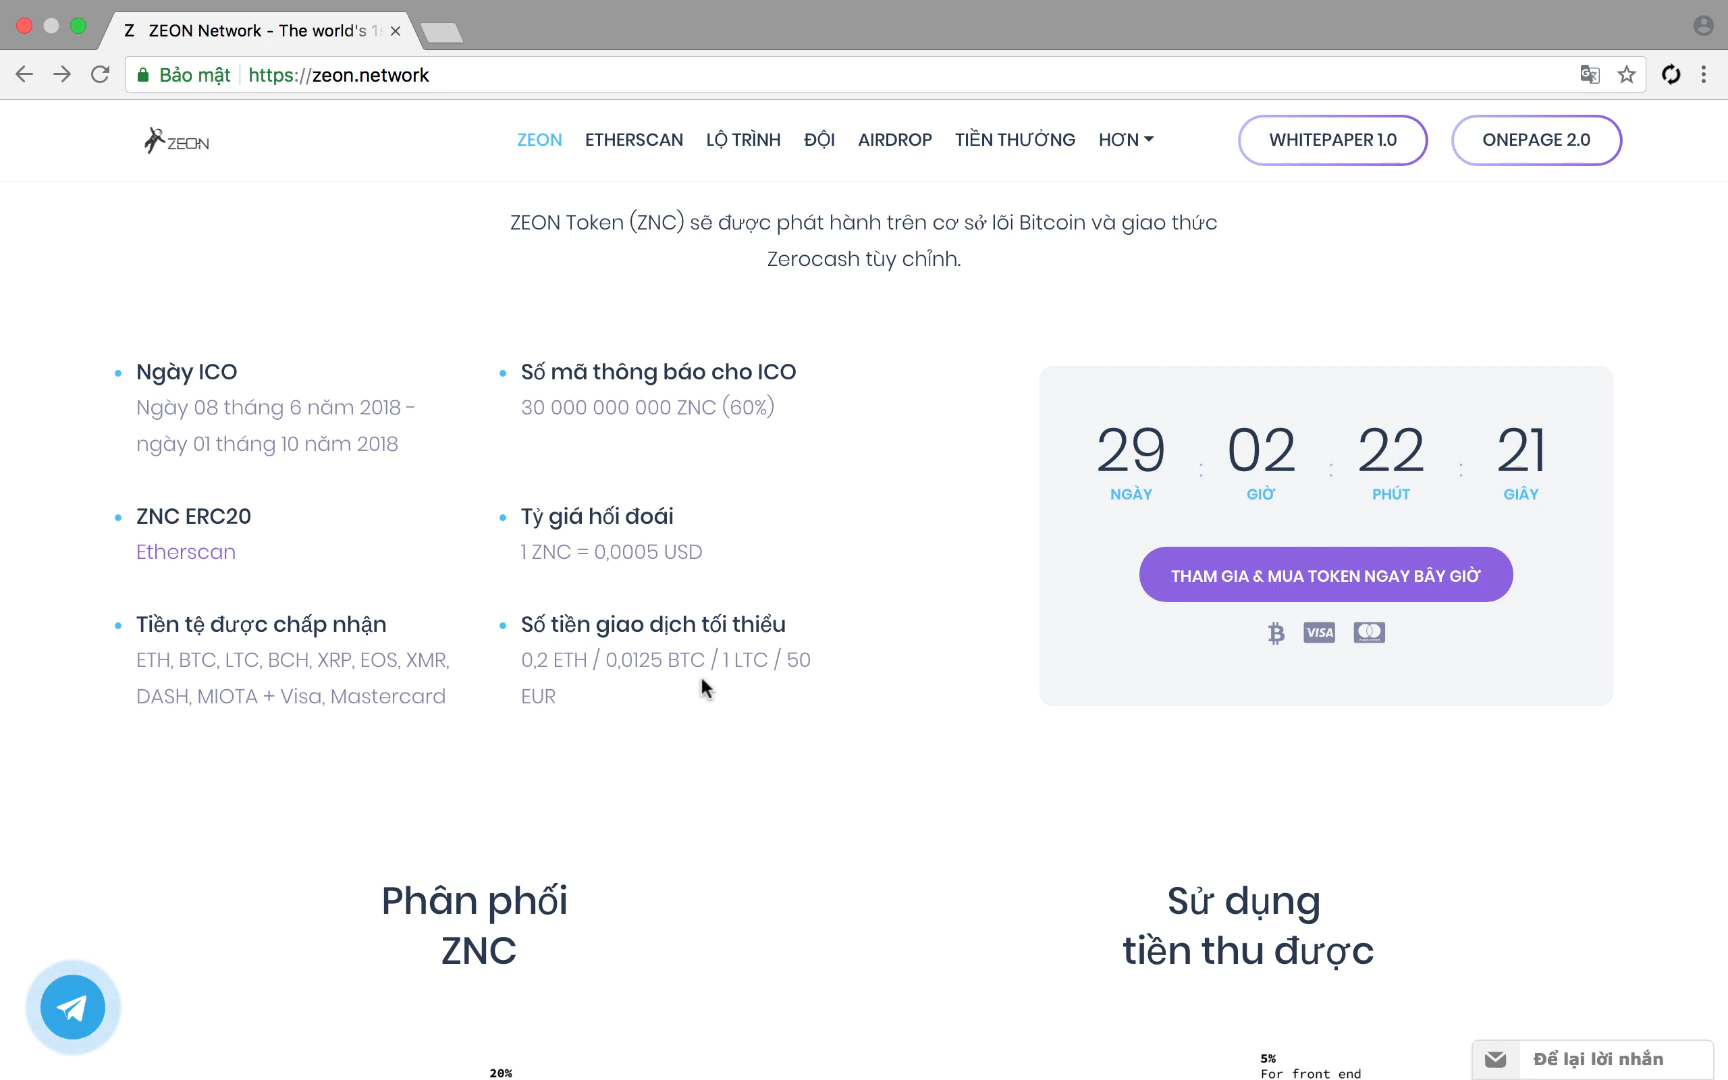 Z ZEON Network - The world's 1
Bảo mật https://zeon.network
ZEON
ZEON ETHERSCAN LỘ TRÌNH ĐỘI AIRDROP TIỀN THƯỞNG HƠN
WHITEPAPER 1.0
ONEPAGE 2.0
ZEON Token (ZNC) sẽ được phát hành trên cơ sở lõi Bitcoin và giao thức
Zerocash tùy chỉnh.
Ngày ICO
Ngày 08 tháng 6 năm 2018 -
ngày 01 tháng 10 năm 2018
Số mã thông báo cho ICO
30 000 000 000 ZNC (60%)
ZNC ERC20
Etherscan
Tỷ giá hối đoái
1 ZNC = 0,0005 USD
Tiền tệ được chấp nhận
ETH, BTC, LTC, BCH, XRP, EOS, XMR,
DASH, MIOTA + Visa, Mastercard
Số tiền giao dịch tối thiểu
0,2 ETH / 0,0125 BTC / 1 LTC / 50
EUR
29 : 02 : 22 : 21
NGÀY GIỜ PHÚT GIÂY
THAM GIA & MUA TOKEN NGAY BÂY GIỜ
VISA
Phân phối
ZNC
Sử dụng
tiền thu được
20%
5%
For front end
Để lại lời nhắn